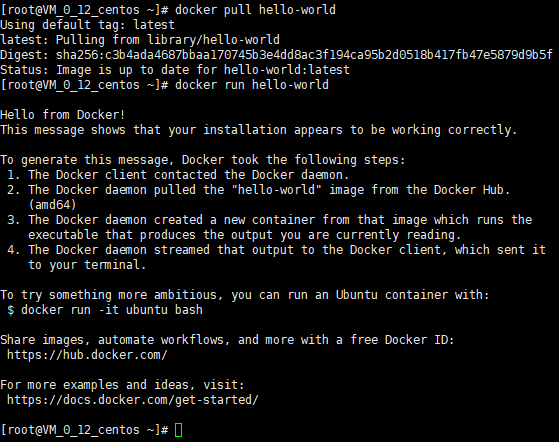 [root@VM_0_12_centos ~]# docker pull hello-world
Using default tag: latest
latest: Pulling from library/hello-world
Digest: sha256:c3b4ada4687bbaa170745b3e4dd8ac3f194ca95b2d0518b417fb47e5879d9b5f
Status: Image is up to date for hello-world:latest
[root@VM_0_12_centos ~]# docker run hello-world

Hello from Docker!
This message shows that your installation appears to be working correctly.

To generate this message, Docker took the following steps:
 1. The Docker client contacted the Docker daemon.
 2. The Docker daemon pulled the "hello-world" image from the Docker Hub.
    (amd64)
 3. The Docker daemon created a new container from that image which runs the
    executable that produces the output you are currently reading.
 4. The Docker daemon streamed that output to the Docker client, which sent it
    to your terminal.

To try something more ambitious, you can run an Ubuntu container with:
 $ docker run -it ubuntu bash

Share images, automate workflows, and more with a free Docker ID:
 https://hub.docker.com/

For more examples and ideas, visit:
 https://docs.docker.com/get-started/

[root@VM_0_12_centos ~]#